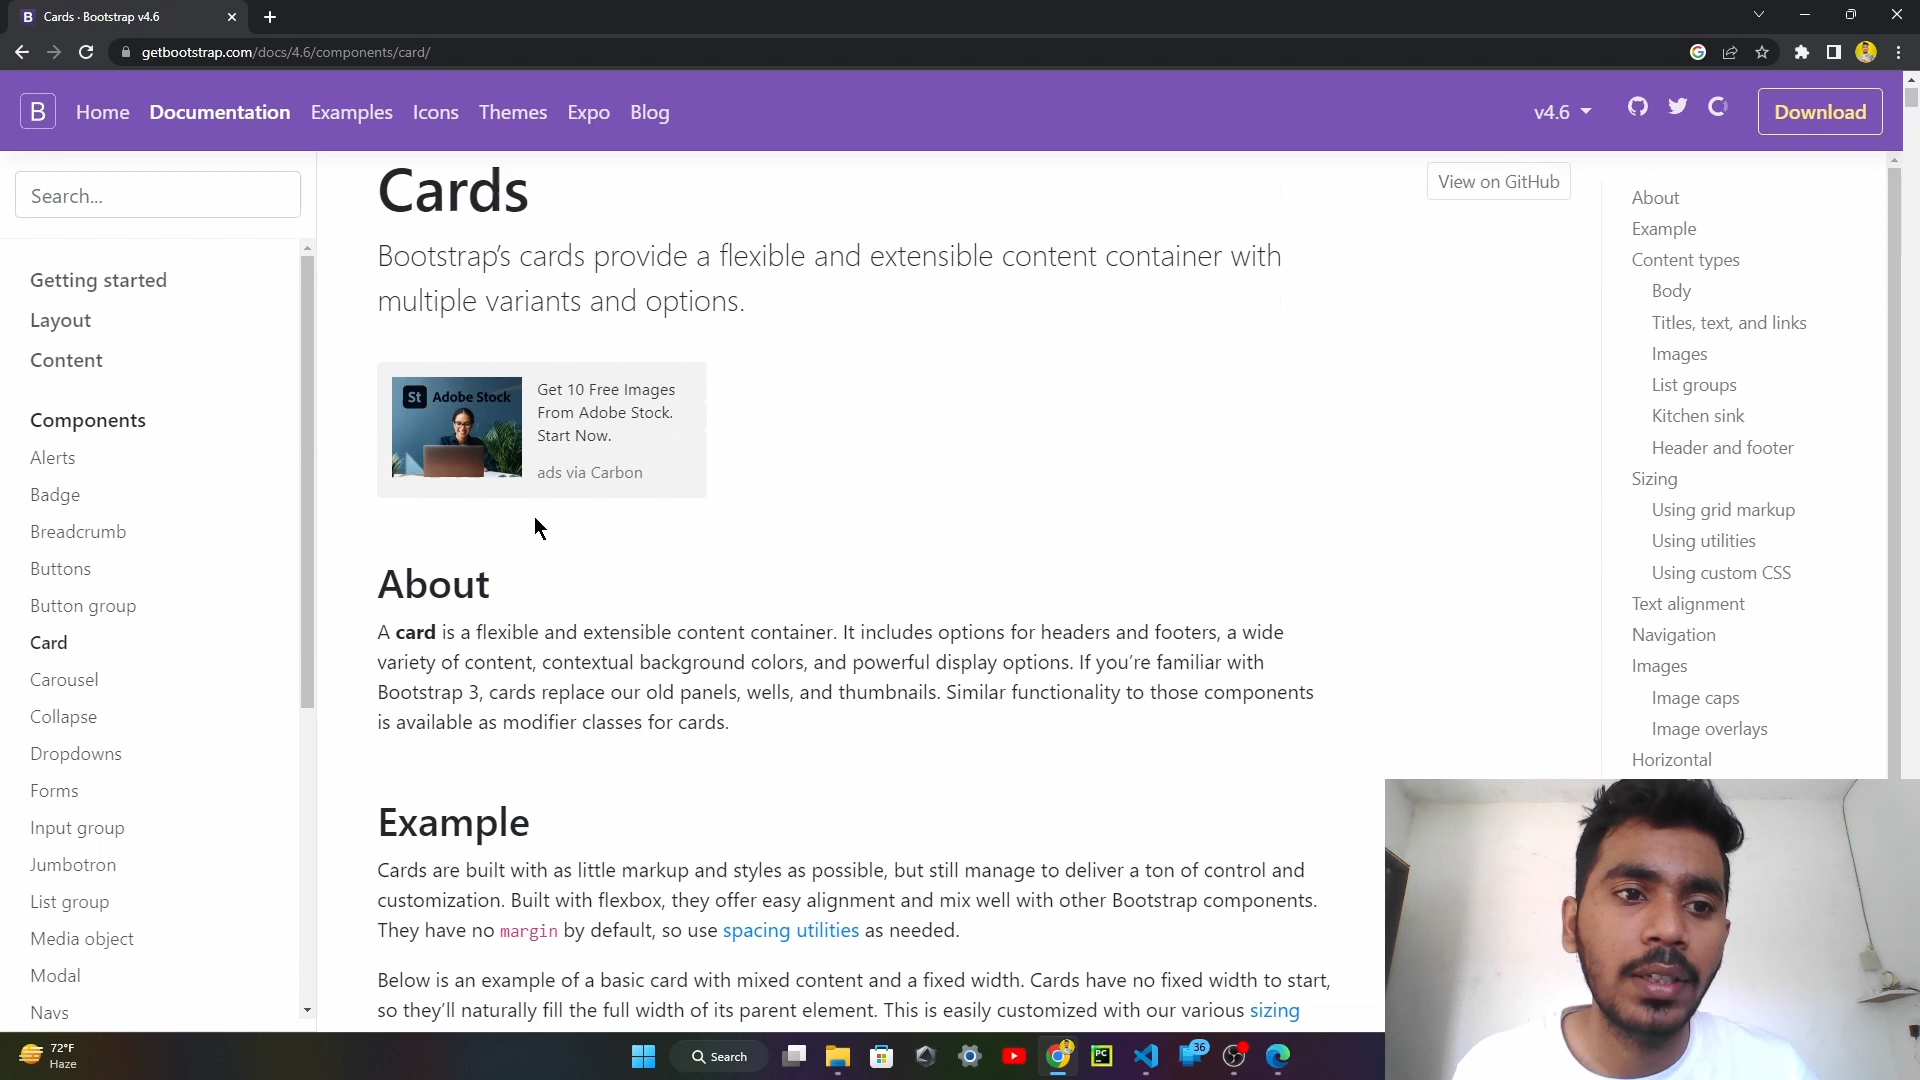 B Cards · Bootstrap v4.6
getbootstrap.com/docs/4.6/components/card/
B Home Documentation Examples Icons Themes Expo Blog v4.6 Download
Search...
Getting started
Layout
Content
Components
Alerts
Badge
Breadcrumb
Buttons
Button group
Card
Carousel
Collapse
Dropdowns
Forms
Input group
Jumbotron
List group
Media object
Modal
Navs
Cards
View on GitHub
Bootstrap’s cards provide a flexible and extensible content container with
multiple variants and options.
St Adobe Stock
Get 10 Free Images
From Adobe Stock.
Start Now.
ads via Carbon
About
A card is a flexible and extensible content container. It includes options for headers and footers, a wide
variety of content, contextual background colors, and powerful display options. If you’re familiar with
Bootstrap 3, cards replace our old panels, wells, and thumbnails. Similar functionality to those components
is available as modifier classes for cards.
Example
Cards are built with as little markup and styles as possible, but still manage to deliver a ton of control and
customization. Built with flexbox, they offer easy alignment and mix well with other Bootstrap components.
They have no margin by default, so use spacing utilities as needed.
Below is an example of a basic card with mixed content and a fixed width. Cards have no fixed width to start,
so they’ll naturally fill the full width of its parent element. This is easily customized with our various sizing
About
Example
Content types
Body
Titles, text, and links
Images
List groups
Kitchen sink
Header and footer
Sizing
Using grid markup
Using utilities
Using custom CSS
Text alignment
Navigation
Images
Image caps
Image overlays
Horizontal
72°F
Haze
Search
PC
36